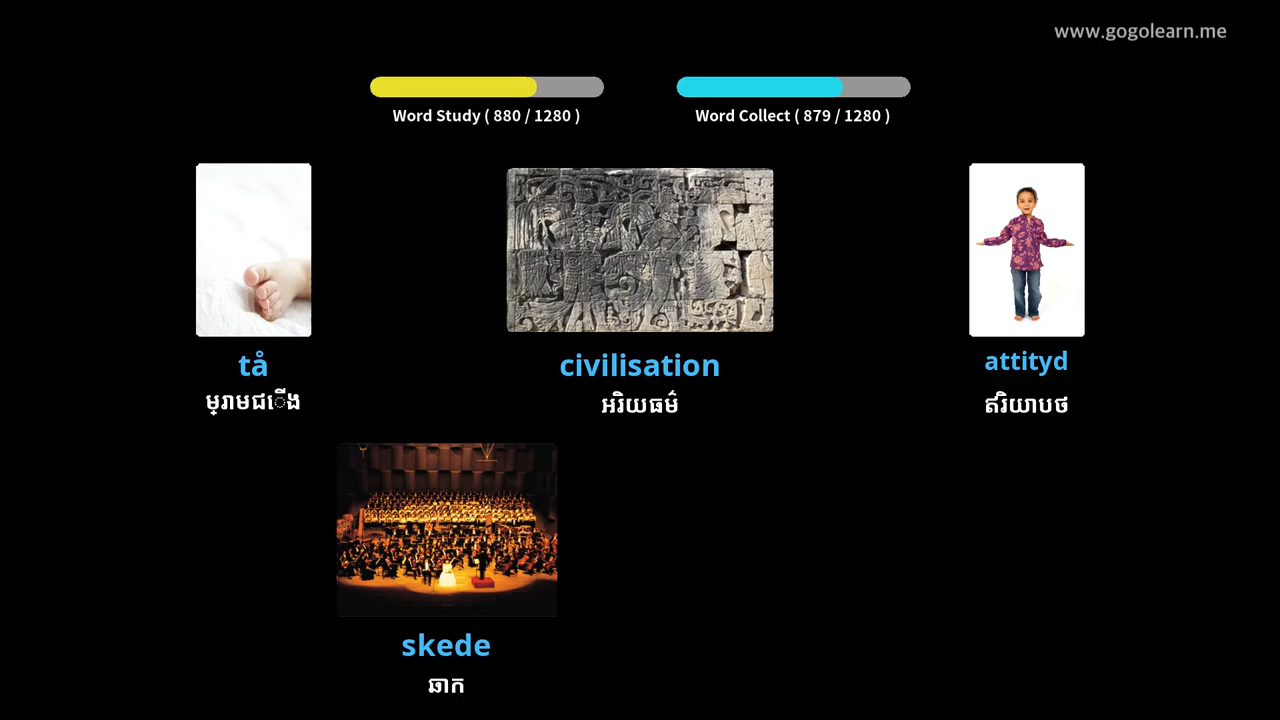 www.gogolearn.me
Word Study ( 880 / 1280 )
Word Collect ( 879 / 1280 )
tå
ម្រាមជើង
civilisation
អរិយធម៌
attityd
ឥរិយាបថ
skede
ឆាក